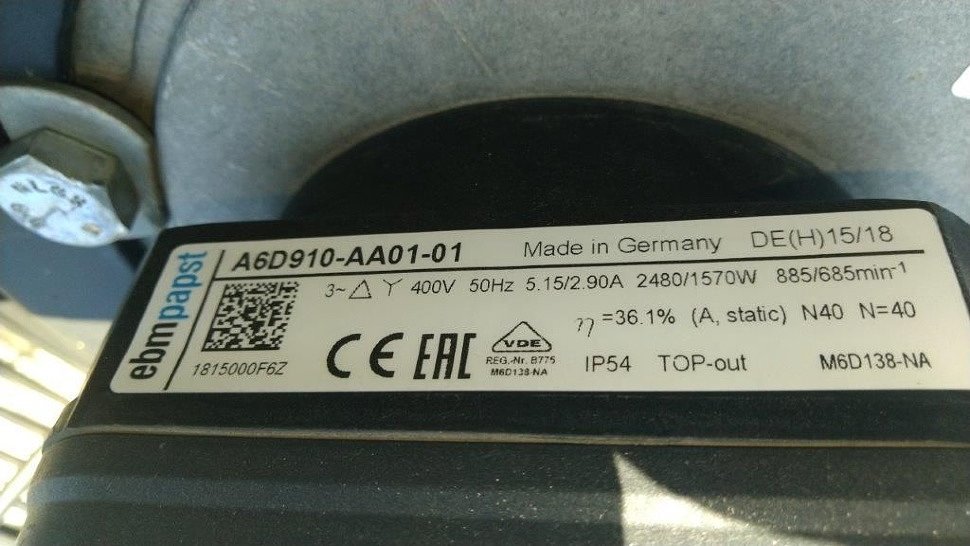 ebmpapst
A6D910-AA01-01 Made in Germany DE(H)15/18
3~ △ Y 400V 50Hz 5.15/2.90A 2480/1570W 885/685min-1
η=36.1% (A, static) N40 N=40
1815000F6Z
CE EAC VDE
REG.-Nr. B775
M6D138-NA
IP54 TOP-out M6D138-NA